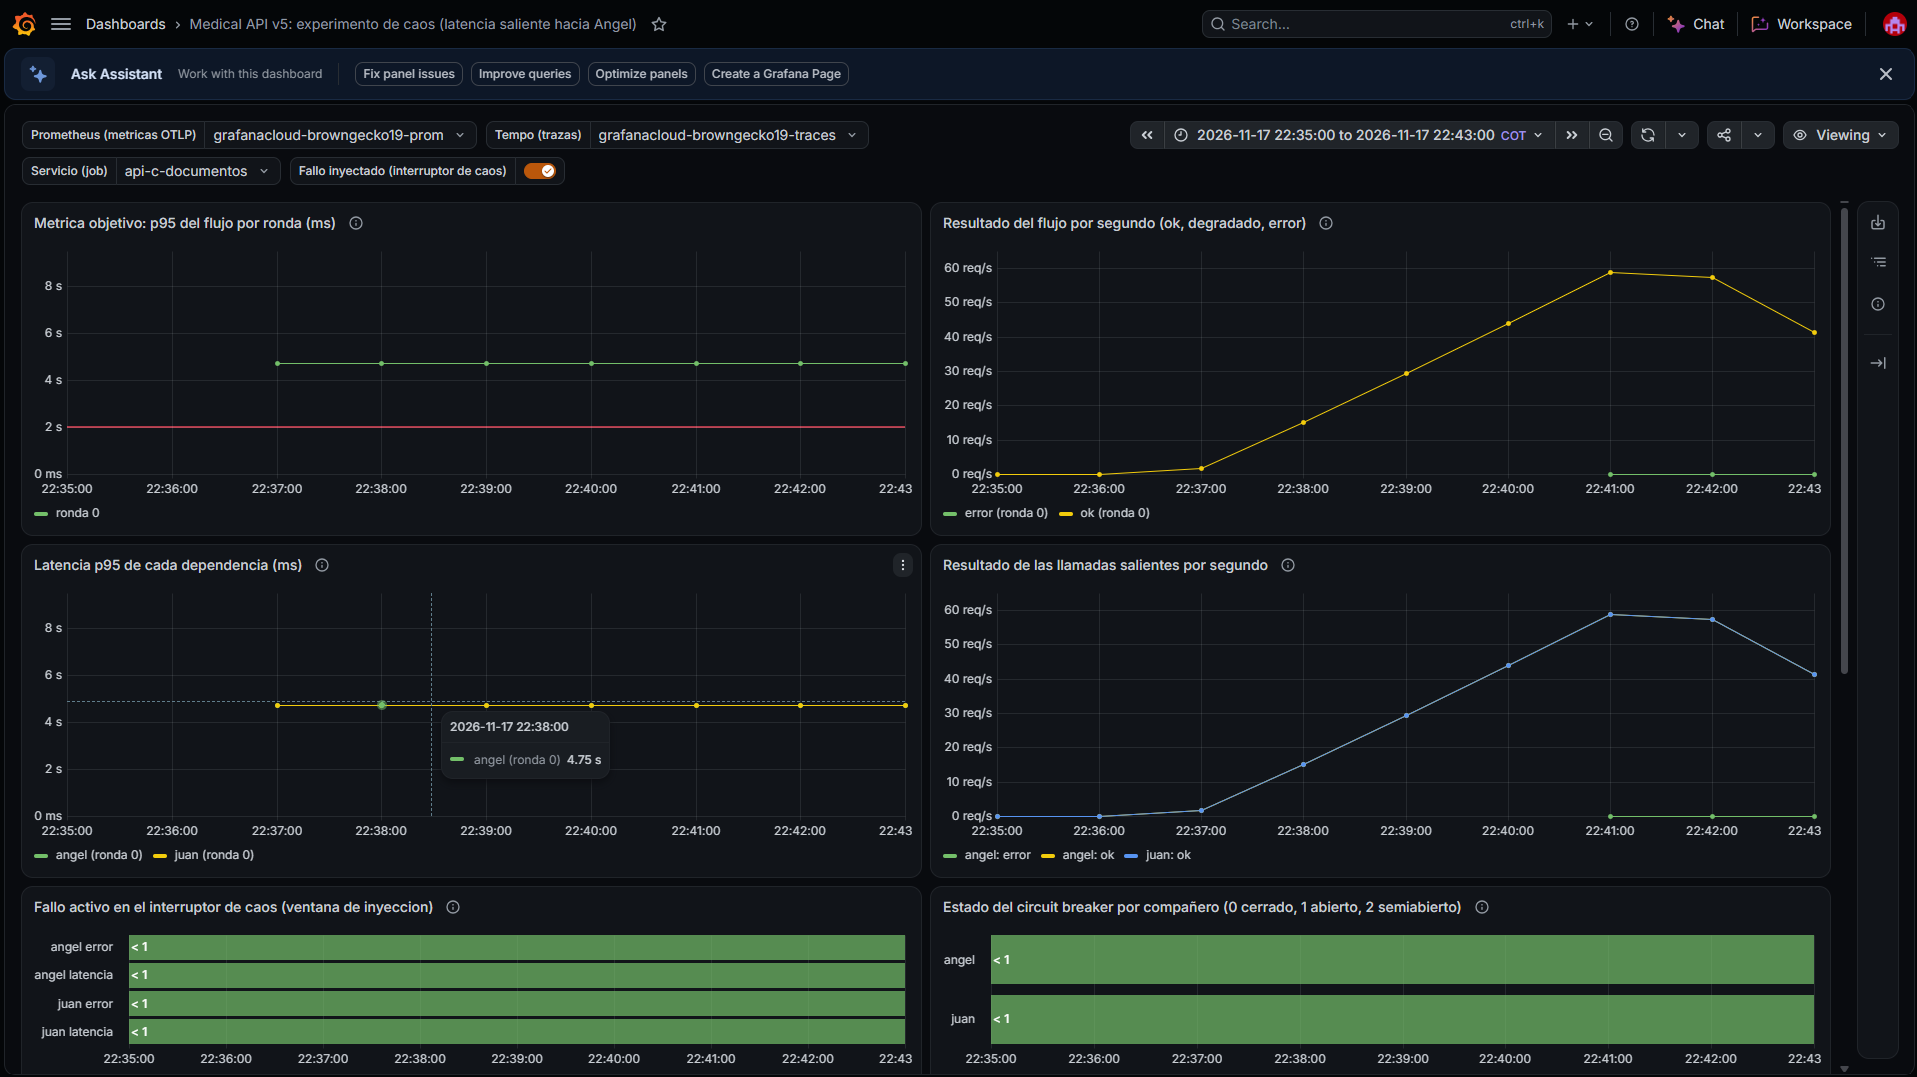 Dashboards › Medical API v5: experimento de caos (latencia saliente hacia Angel)
Search... ctrl+k
Chat
Workspace
Ask Assistant Work with this dashboard
Fix panel issues
Improve queries
Optimize panels
Create a Grafana Page
Prometheus (metricas OTLP) grafanacloud-browngecko19-prom
Tempo (trazas) grafanacloud-browngecko19-traces
2026-11-17 22:35:00 to 2026-11-17 22:43:00 COT
Viewing
Servicio (job) api-c-documentos
Fallo inyectado (interruptor de caos)
Metrica objetivo: p95 del flujo por ronda (ms)
8 s
6 s
4 s
2 s
0 ms
22:35:00 22:36:00 22:37:00 22:38:00 22:39:00 22:40:00 22:41:00 22:42:00 22:43
ronda 0
Resultado del flujo por segundo (ok, degradado, error)
60 req/s
50 req/s
40 req/s
30 req/s
20 req/s
10 req/s
0 req/s
22:35:00 22:36:00 22:37:00 22:38:00 22:39:00 22:40:00 22:41:00 22:42:00 22:43
error (ronda 0) ok (ronda 0)
Latencia p95 de cada dependencia (ms)
8 s
6 s
4 s
2 s
0 ms
2026-11-17 22:38:00
angel (ronda 0) 4.75 s
22:35:00 22:36:00 22:37:00 22:38:00 22:39:00 22:40:00 22:41:00 22:42:00 22:43
angel (ronda 0) juan (ronda 0)
Resultado de las llamadas salientes por segundo
60 req/s
50 req/s
40 req/s
30 req/s
20 req/s
10 req/s
0 req/s
22:35:00 22:36:00 22:37:00 22:38:00 22:39:00 22:40:00 22:41:00 22:42:00 22:43
angel: error angel: ok juan: ok
Fallo activo en el interruptor de caos (ventana de inyeccion)
angel error < 1
angel latencia < 1
juan error < 1
juan latencia < 1
22:35:00 22:36:00 22:37:00 22:38:00 22:39:00 22:40:00 22:41:00 22:42:00 22:43
Estado del circuit breaker por compañero (0 cerrado, 1 abierto, 2 semiabierto)
angel < 1
juan < 1
22:35:00 22:36:00 22:37:00 22:38:00 22:39:00 22:40:00 22:41:00 22:42:00 22:43